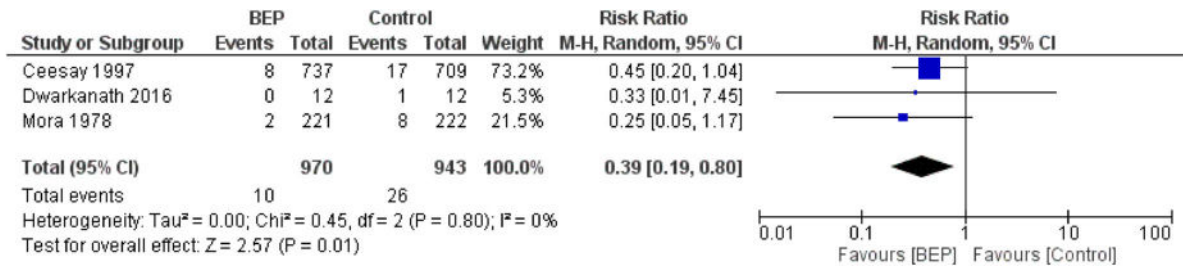 BEP Control Risk Ratio Risk Ratio
Study or Subgroup Events Total Events Total Weight M-H, Random, 95% CI M-H, Random, 95% CI
Ceesay 1997 8 737 17 709 73.2% 0.45 [0.20, 1.04]
Dwarkanath 2016 0 12 1 12 5.3% 0.33 [0.01, 7.45]
Mora 1978 2 221 8 222 21.5% 0.25 [0.05, 1.17]
Total (95% CI) 970 943 100.0% 0.39 [0.19, 0.80]
Total events 10 26
Heterogeneity: Tau² = 0.00; Chi² = 0.45, df = 2 (P = 0.80); I² = 0%
Test for overall effect: Z = 2.57 (P = 0.01)
0.01 0.1 1 10 100
Favours [BEP] Favours [Control]